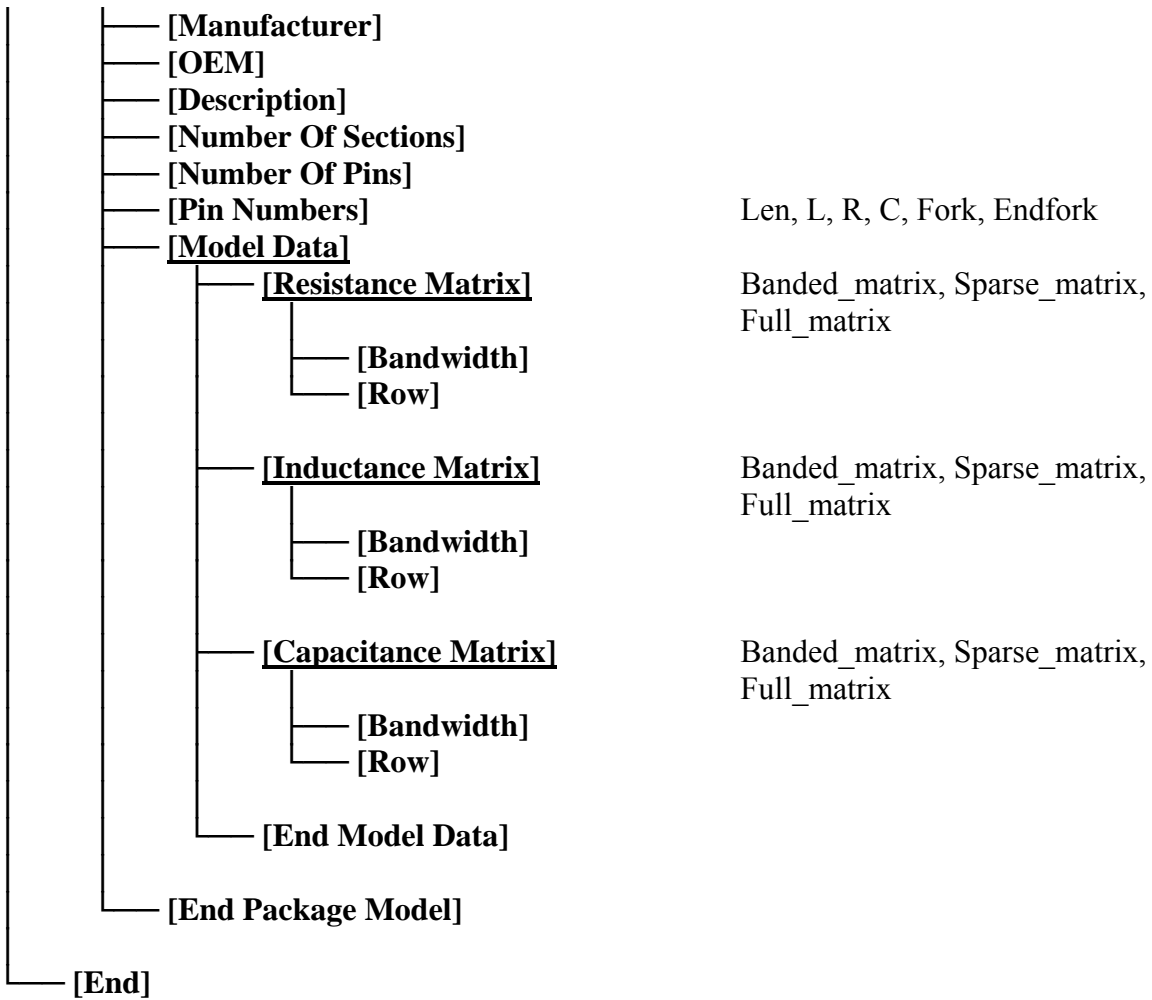 [Manufacturer]
[OEM]
[Description]
[Number Of Sections]
[Number Of Pins]
[Pin Numbers] Len, L, R, C, Fork, Endfork
[Model Data]
[Resistance Matrix] Banded_matrix, Sparse_matrix,
Full_matrix
[Bandwidth]
[Row]
[Inductance Matrix] Banded_matrix, Sparse_matrix,
Full_matrix
[Bandwidth]
[Row]
[Capacitance Matrix] Banded_matrix, Sparse_matrix,
Full_matrix
[Bandwidth]
[Row]
[End Model Data]
[End Package Model]
[End]